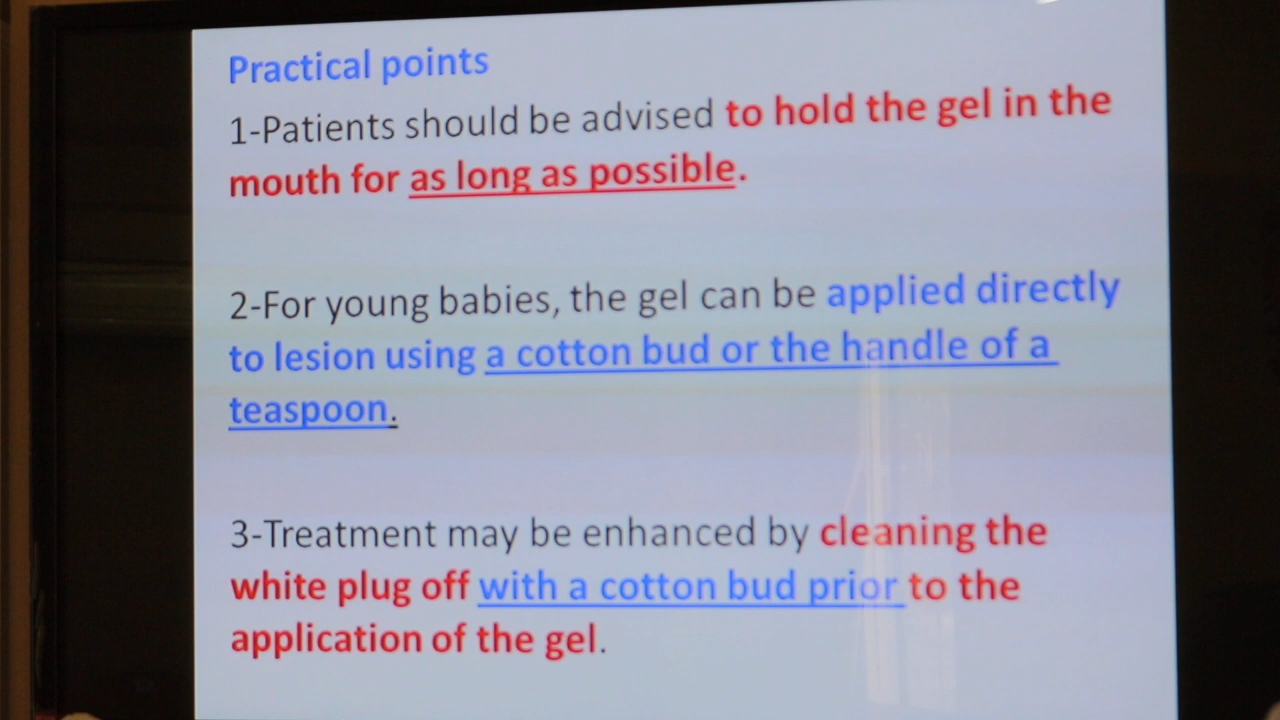 Practical points
1-Patients should be advised to hold the gel in the
mouth for as long as possible.
2-For young babies, the gel can be applied directly
to lesion using a cotton bud or the handle of a
teaspoon.
3-Treatment may be enhanced by cleaning the
white plug off with a cotton bud prior to the
application of the gel.